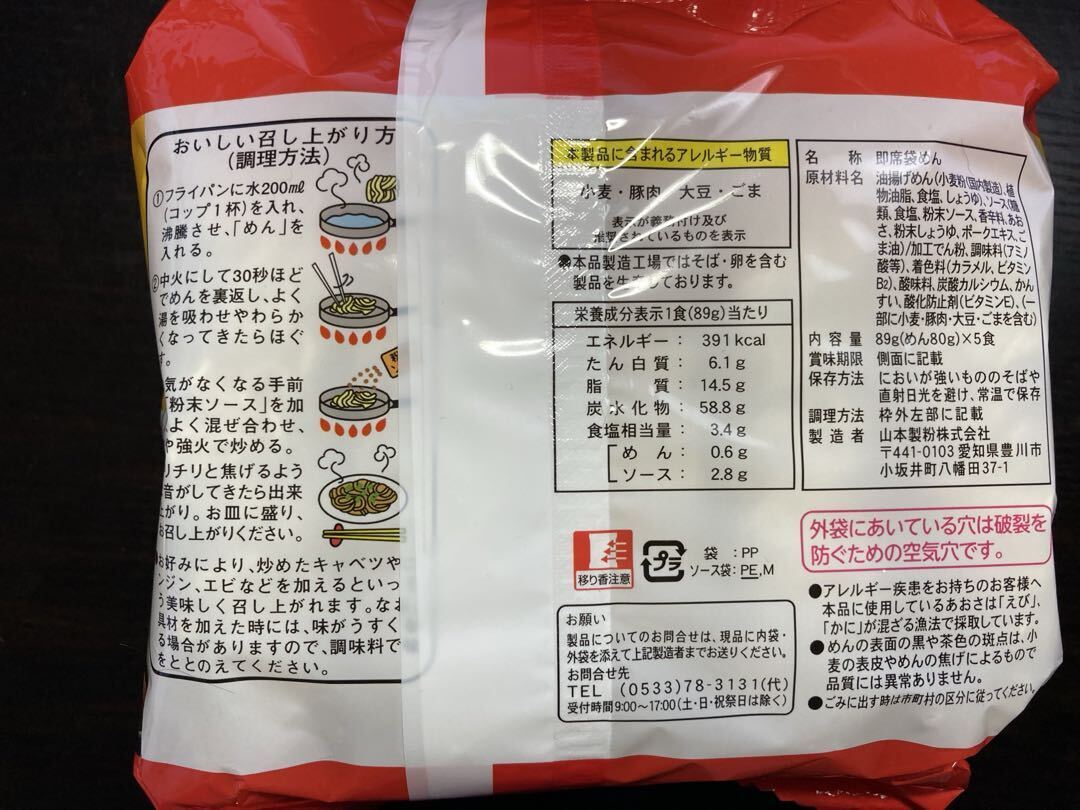 おいしい召し上がり方
(調理方法)
①フライパンに水200㎖
(コップ1杯)を入れ、
沸騰させ、「めん」を
入れる。
②中火にして30秒ほど
でめんを裏返し、よく
湯を吸わせやわらか
くなってきたらほぐ
す。
気がなくなる手前
「粉末ソース」を加
よく混ぜ合わせ、
強火で炒める。
リチリと焦げるよう
音がしてきたら出来
がり。お皿に盛り、
お召し上がりください。
お好みにより、炒めたキャベツや
ンジン、エビなどを加えるといっ
う美味しく召し上がれます。なお
具材を加えた時には、味がうすく
る場合がありますので、調味料で
をととのえてください。
本製品に含まれるアレルギー物質
小麦・豚肉・大豆・ごま
表示が義務付け及び
推奨されているものを表示
●本製品製造工場ではそば・卵を含む
製品を生産しております。
栄養成分表示1食(89g)当たり
エネルギー: 391kcal
たん白質: 6.1g
脂質: 14.5g
炭水化物: 58.8g
食塩相当量: 3.4g
めん: 0.6g
ソース: 2.8g
移り香注意
プラ
袋:PP
ソース袋:PE,M
お願い
製品についてのお問合せは、現品に内袋・
外袋を添えて上記製造者までお送りください。
お問合せ先
TEL (0533)78-3131(代)
受付時間9:00〜17:00(土・日・祝祭日は除く)
名称 即席袋めん
原材料名 油揚げめん(小麦粉(国内製造)、植
物油脂、食塩、しょうゆ)、ソース(糖
類、食塩、粉末ソース、香辛料、あお
さ、粉末しょうゆ、ポークエキス、ご
ま油)/加工でん粉、調味料(アミノ
酸等)、着色料(カラメル、ビタミン
B₂)、酸味料、炭酸カルシウム、かん
すい、酸化防止剤(ビタミンE)、(一
部に小麦・豚肉・大豆・ごまを含む)
内容量 89g(めん80g)×5食
賞味期限 側面に記載
保存方法 においが強いもののそばや
直射日光を避け、常温で保存
調理方法 枠外左部に記載
製造者 山本製粉株式会社
〒441-0103 愛知県豊川市
小坂井町八幡田37-1
外袋にあいている穴は破裂を
防ぐための空気穴です。
●アレルギー疾患をお持ちのお客様へ
本品に使用しているあおさは「えび」、
「かに」が混ざる漁法で採取しています。
●めんの表面の黒や茶色の斑点は、小
麦の表皮やめんの焦げによるもので
品質には異常ありません。
●ごみに出す時は市町村の区分に従ってください。